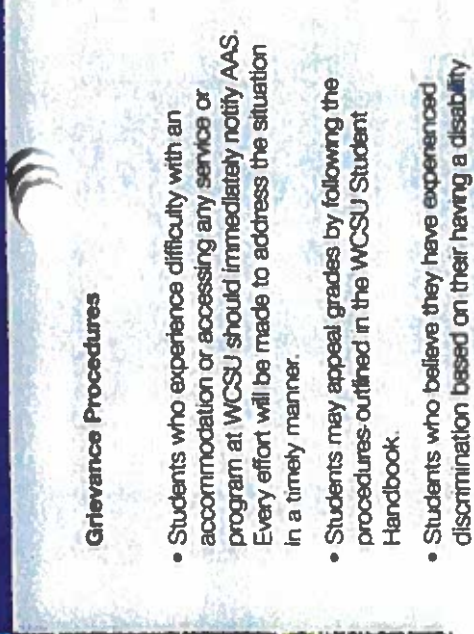 Grievance Procedures
• Students who experience difficulty with an
accommodation or accessing any service or
program at WCSU should immediately notify AAS.
Every effort will be made to address the situation
in a timely manner.
• Students may appeal grades by following the
procedures outlined in the WCSU Student
Handbook.
• Students who believe they have experienced
discrimination based on their having a disability